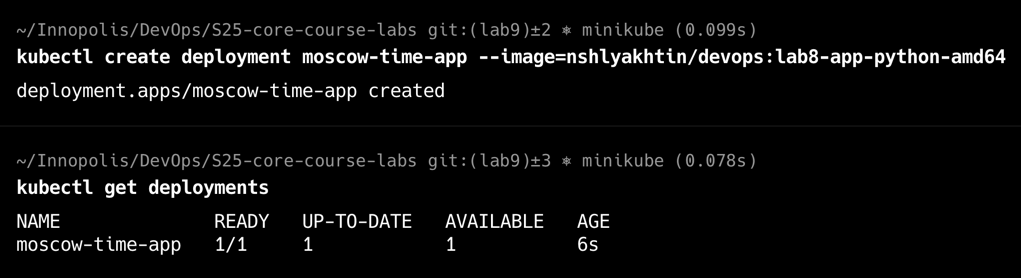 ~/Innopolis/DevOps/S25-core-course-labs git:(lab9)±2 ⎈ minikube (0.099s)
kubectl create deployment moscow-time-app --image=nshlyakhtin/devops:lab8-app-python-amd64
deployment.apps/moscow-time-app created
~/Innopolis/DevOps/S25-core-course-labs git:(lab9)±3 ⎈ minikube (0.078s)
kubectl get deployments
NAME READY UP-TO-DATE AVAILABLE AGE
moscow-time-app 1/1 1 1 6s